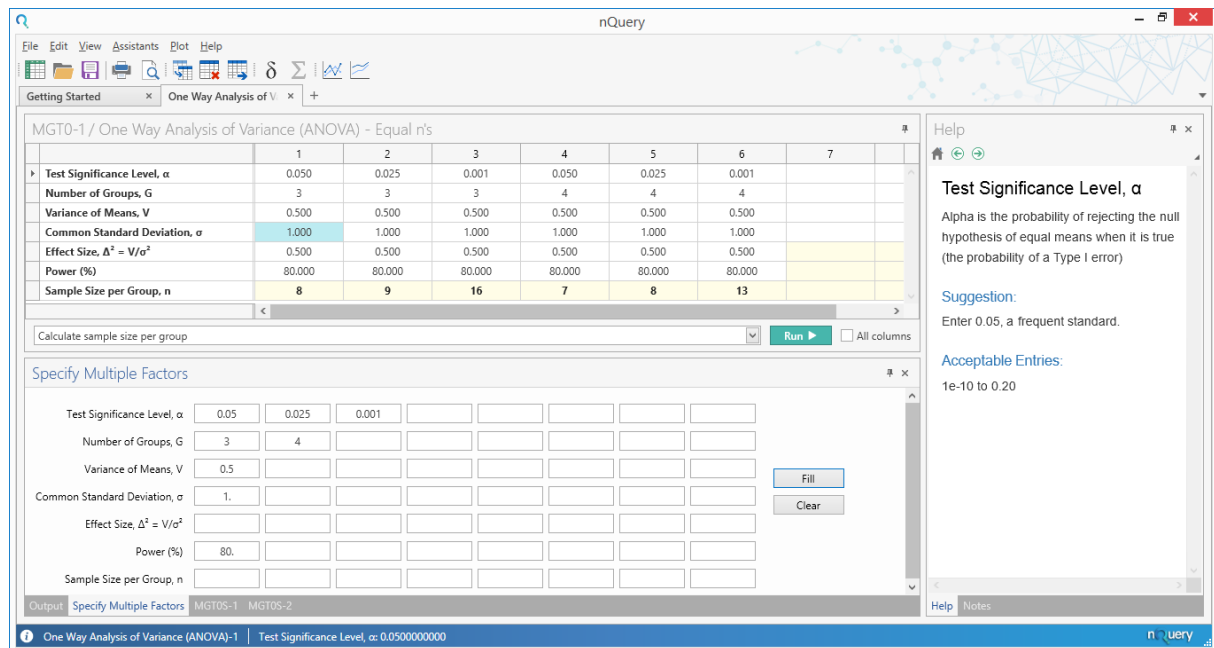 nQuery
File Edit View Assistants Plot Help
δ Σ
Getting Started × One Way Analysis of V × +
MGT0-1 / One Way Analysis of Variance (ANOVA) - Equal n's
1 2 3 4 5 6 7
Test Significance Level, α 0.050 0.025 0.001 0.050 0.025 0.001
Number of Groups, G 3 3 3 4 4 4
Variance of Means, V 0.500 0.500 0.500 0.500 0.500 0.500
Common Standard Deviation, σ 1.000 1.000 1.000 1.000 1.000 1.000
Effect Size, Δ² = V/σ² 0.500 0.500 0.500 0.500 0.500 0.500
Power (%) 80.000 80.000 80.000 80.000 80.000 80.000
Sample Size per Group, n 8 9 16 7 8 13
Calculate sample size per group Run All columns
Specify Multiple Factors
Test Significance Level, α 0.05 0.025 0.001
Number of Groups, G 3 4
Variance of Means, V 0.5
Common Standard Deviation, σ 1.
Effect Size, Δ² = V/σ²
Power (%) 80.
Sample Size per Group, n
Fill
Clear
Output Specify Multiple Factors MGT0S-1 MGT0S-2
Help
Test Significance Level, α
Alpha is the probability of rejecting the null
hypothesis of equal means when it is true
(the probability of a Type I error)
Suggestion:
Enter 0.05, a frequent standard.
Acceptable Entries:
1e-10 to 0.20
Help Notes
One Way Analysis of Variance (ANOVA)-1 Test Significance Level, α: 0.0500000000
nQuery